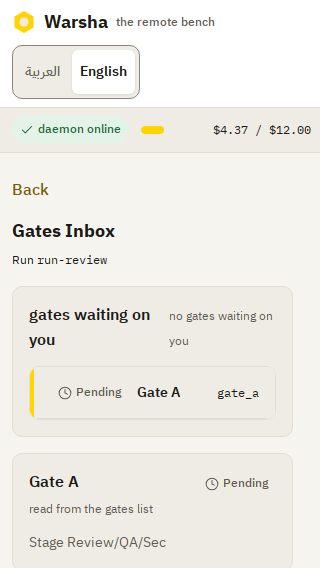 Warsha the remote bench
العربية English
daemon online $4.37 / $12.00
Back
Gates Inbox
Run run-review
gates waiting on you no gates waiting on you
Pending Gate A gate_a
Gate A Pending
read from the gates list
Stage Review/QA/Sec